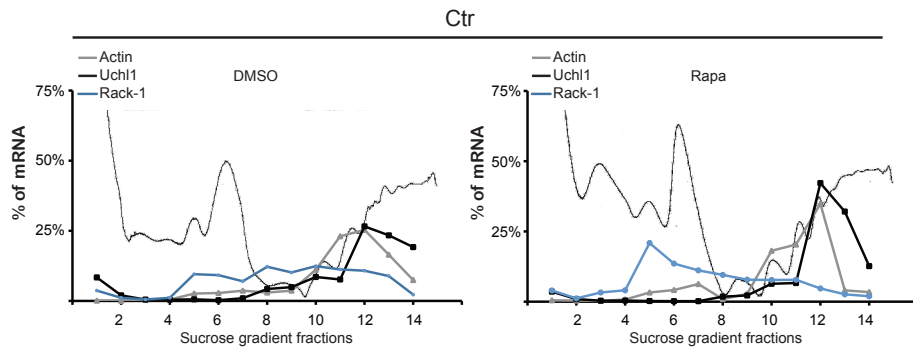 Ctr
Actin
Uchl1
Rack-1
DMSO
75%
50%
25%
% of mRNA
2 4 6 8 10 12 14
Sucrose gradient fractions
Actin
Uchl1
Rack-1
Rapa
75%
50%
25%
% of mRNA
2 4 6 8 10 12 14
Sucrose gradient fractions